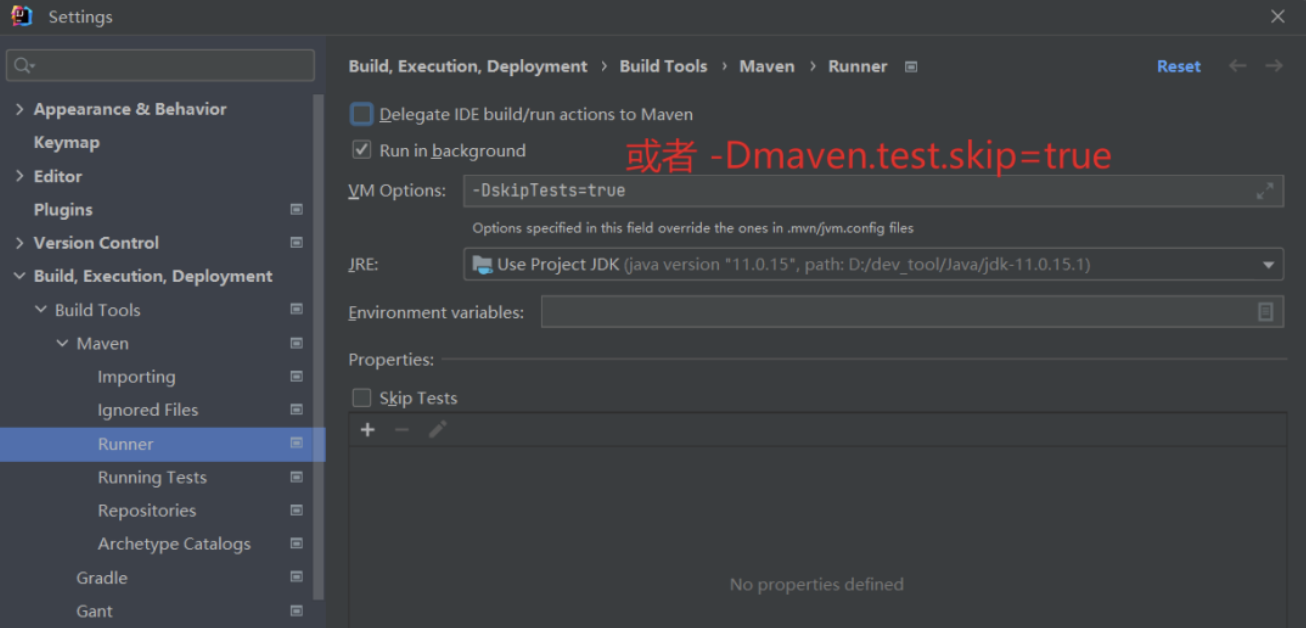 Settings
Appearance & Behavior
Keymap
Editor
Plugins
Version Control
Build, Execution, Deployment
Build Tools
Maven
Importing
Ignored Files
Runner
Running Tests
Repositories
Archetype Catalogs
Gradle
Gant
Build, Execution, Deployment › Build Tools › Maven › Runner
Reset
Delegate IDE build/run actions to Maven
Run in background
或者 -Dmaven.test.skip=true
VM Options: -DskipTests=true
Options specified in this field override the ones in .mvn/jvm.config files
JRE: Use Project JDK (java version "11.0.15", path: D:/dev_tool/Java/jdk-11.0.15.1)
Environment variables:
Properties:
Skip Tests
No properties defined